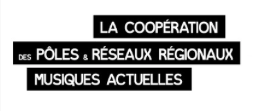 LA COOPÉRATION
DES PÔLES & RÉSEAUX RÉGIONAUX
MUSIQUES ACTUELLES